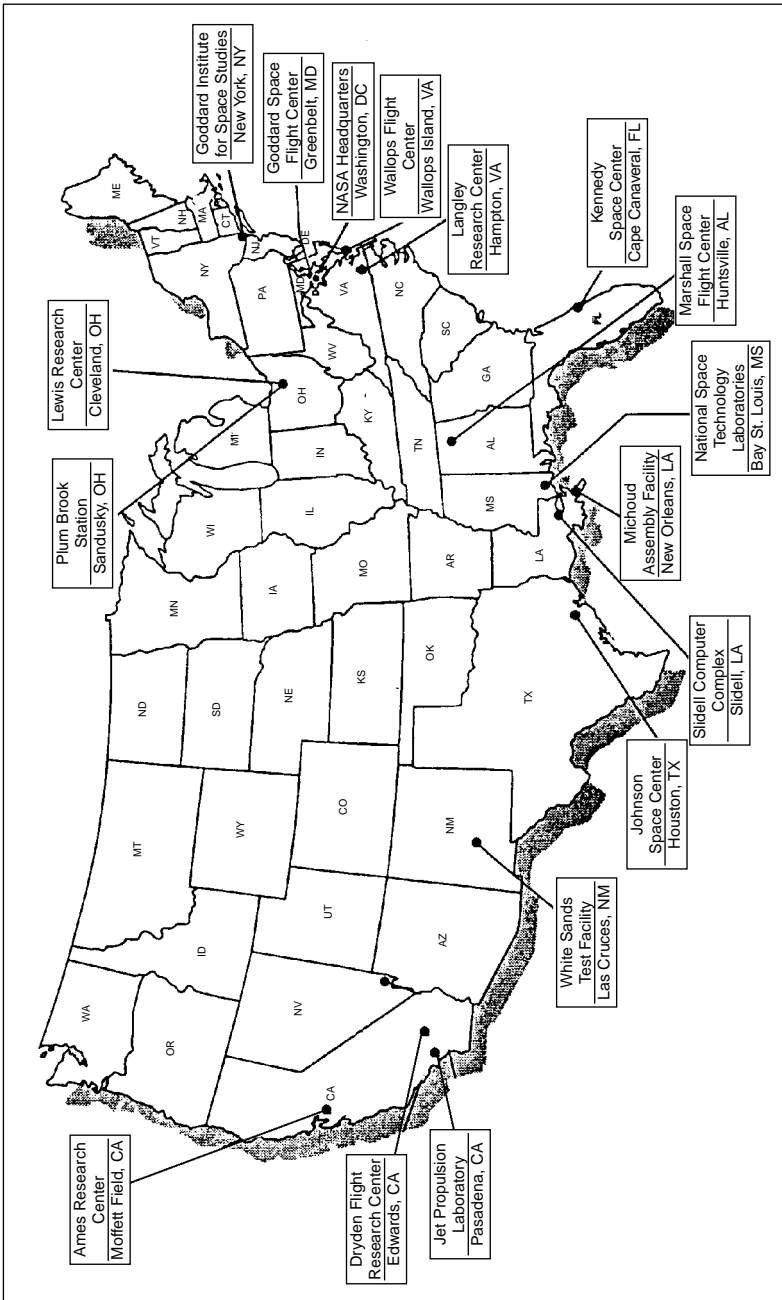 Lewis Research
Center
Cleveland, OH
Plum Brook
Station
Sandusky, OH
Goddard Institute
for Space Studies
New York, NY
Goddard Space
Flight Center
Greenbelt, MD
NASA Headquarters
Washington, DC
Wallops Flight
Center
Wallops Island, VA
Langley
Research Center
Hampton, VA
Kennedy
Space Center
Cape Canaveral, FL
Marshall Space
Flight Center
Huntsville, AL
National Space
Technology
Laboratories
Bay St. Louis, MS
Michoud
Assembly Facility
New Orleans, LA
Slidell Computer
Complex
Slidell, LA
Johnson
Space Center
Houston, TX
White Sands
Test Facility
Las Cruces, NM
Jet Propulsion
Laboratory
Pasadena, CA
Dryden Flight
Research Center
Edwards, CA
Ames Research
Center
Moffett Field, CA
WA
OR
CA
NV
ID
MT
WY
UT
AZ
CO
NM
ND
SD
NE
KS
OK
TX
MN
IA
MO
AR
LA
WI
IL
MI
IN
OH
KY
TN
MS
AL
GA
FL
SC
NC
VA
WV
PA
NY
VT
NH
ME
MA
CT
NJ
DE
MD